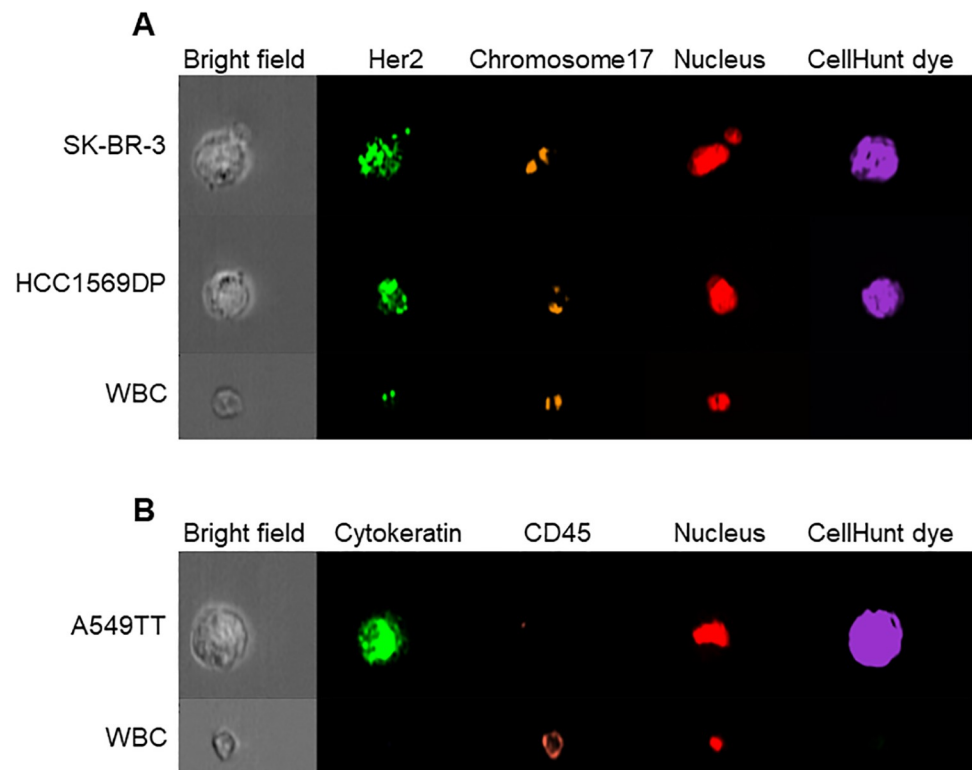 A
Bright field Her2 Chromosome17 Nucleus CellHunt dye
SK-BR-3
HCC1569DP
WBC
B
Bright field Cytokeratin CD45 Nucleus CellHunt dye
A549TT
WBC